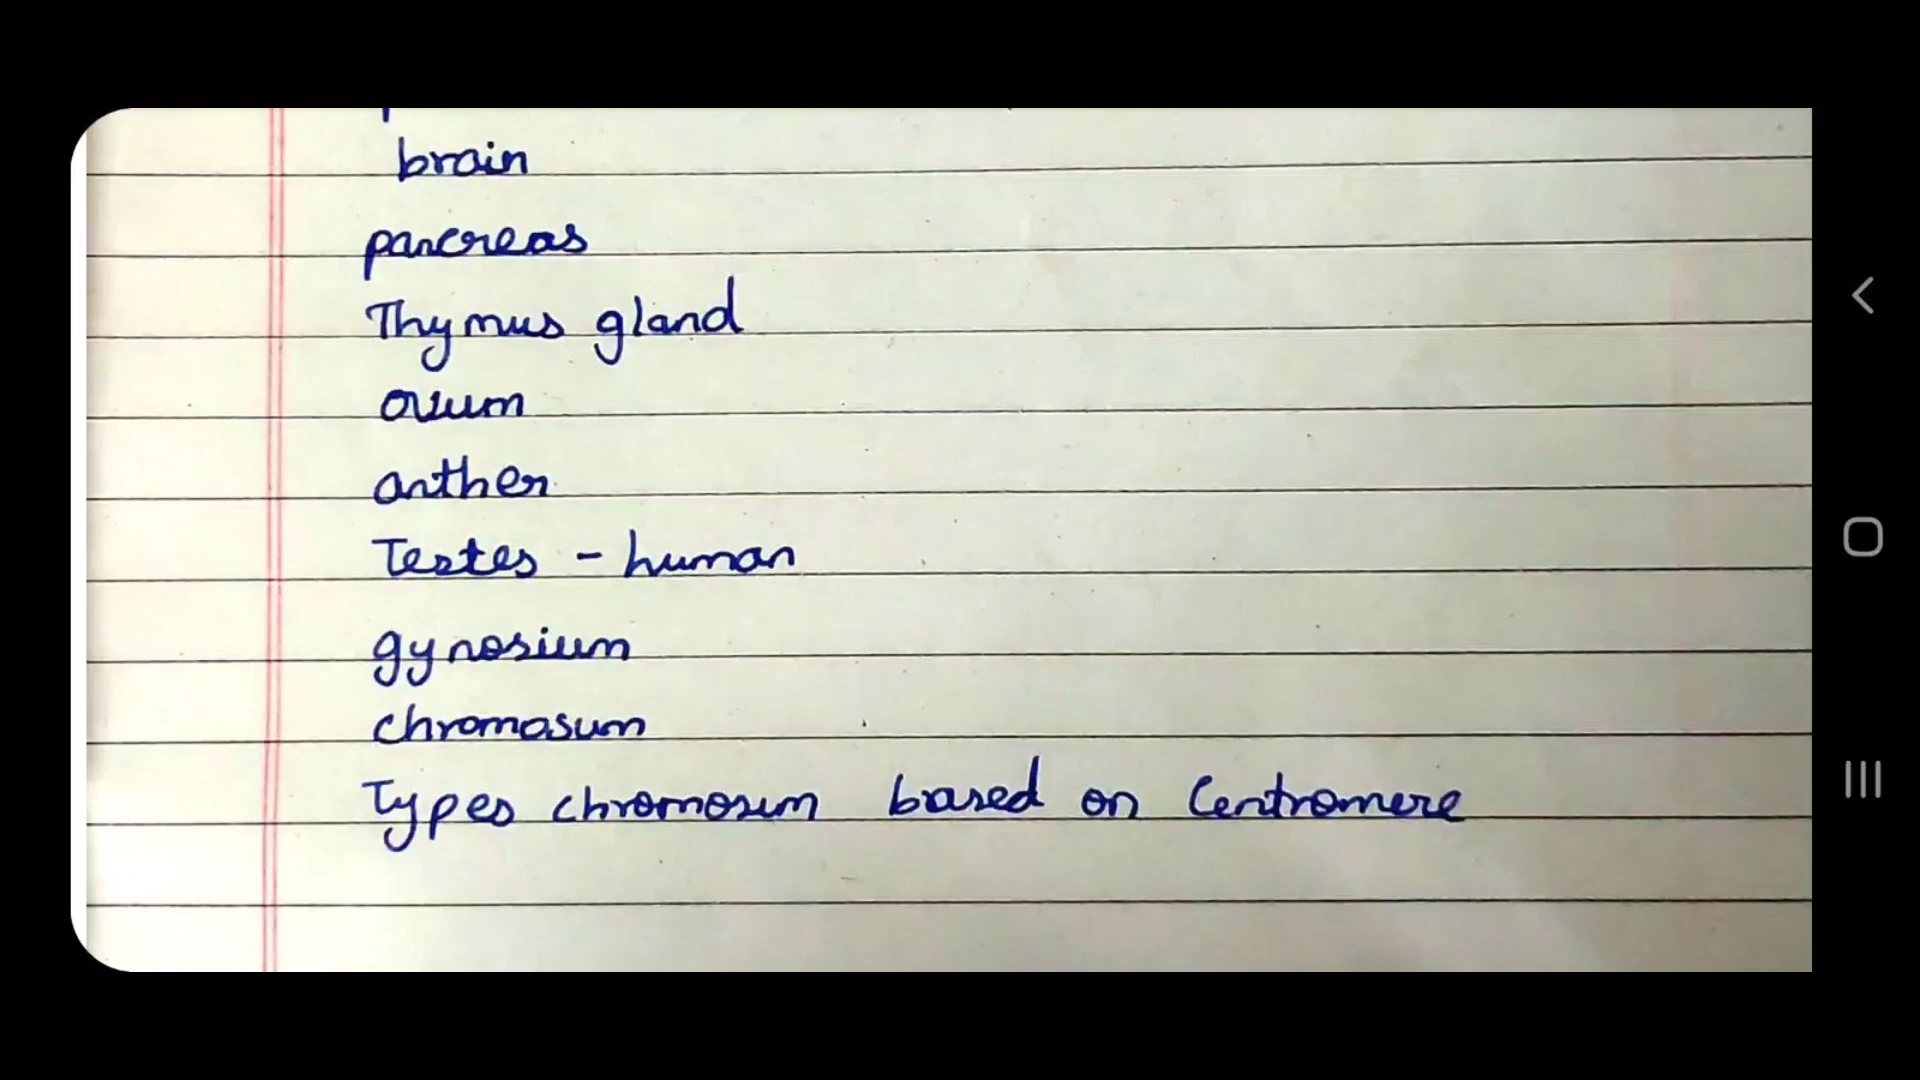 brain
pancreas
Thymus gland
ovum
anther
Testes - human
gynosium
chromosum
Types chromosum based on Centromere